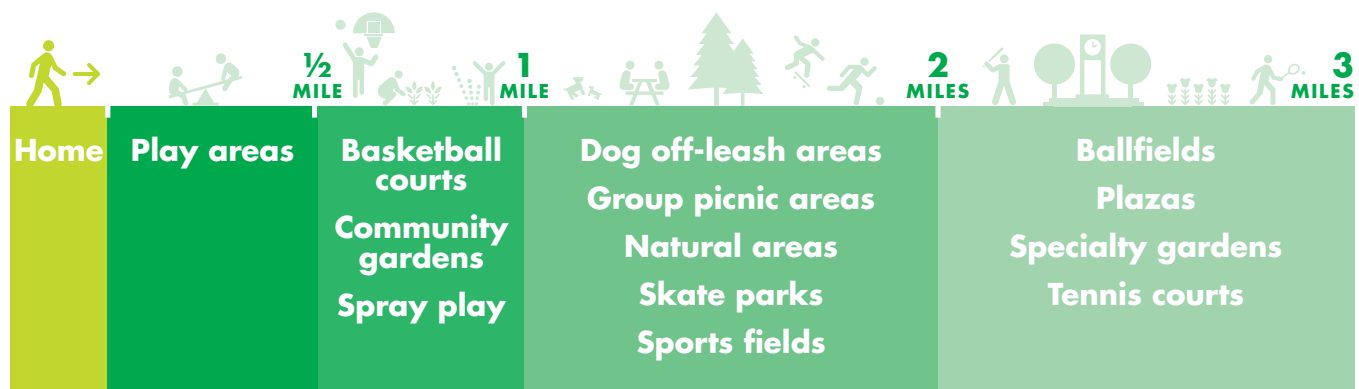 ½
MILE
1
MILE
2
MILES
3
MILES
Home
Play areas
Basketball
courts
Community
gardens
Spray play
Dog off-leash areas
Group picnic areas
Natural areas
Skate parks
Sports fields
Ballfields
Plazas
Specialty gardens
Tennis courts